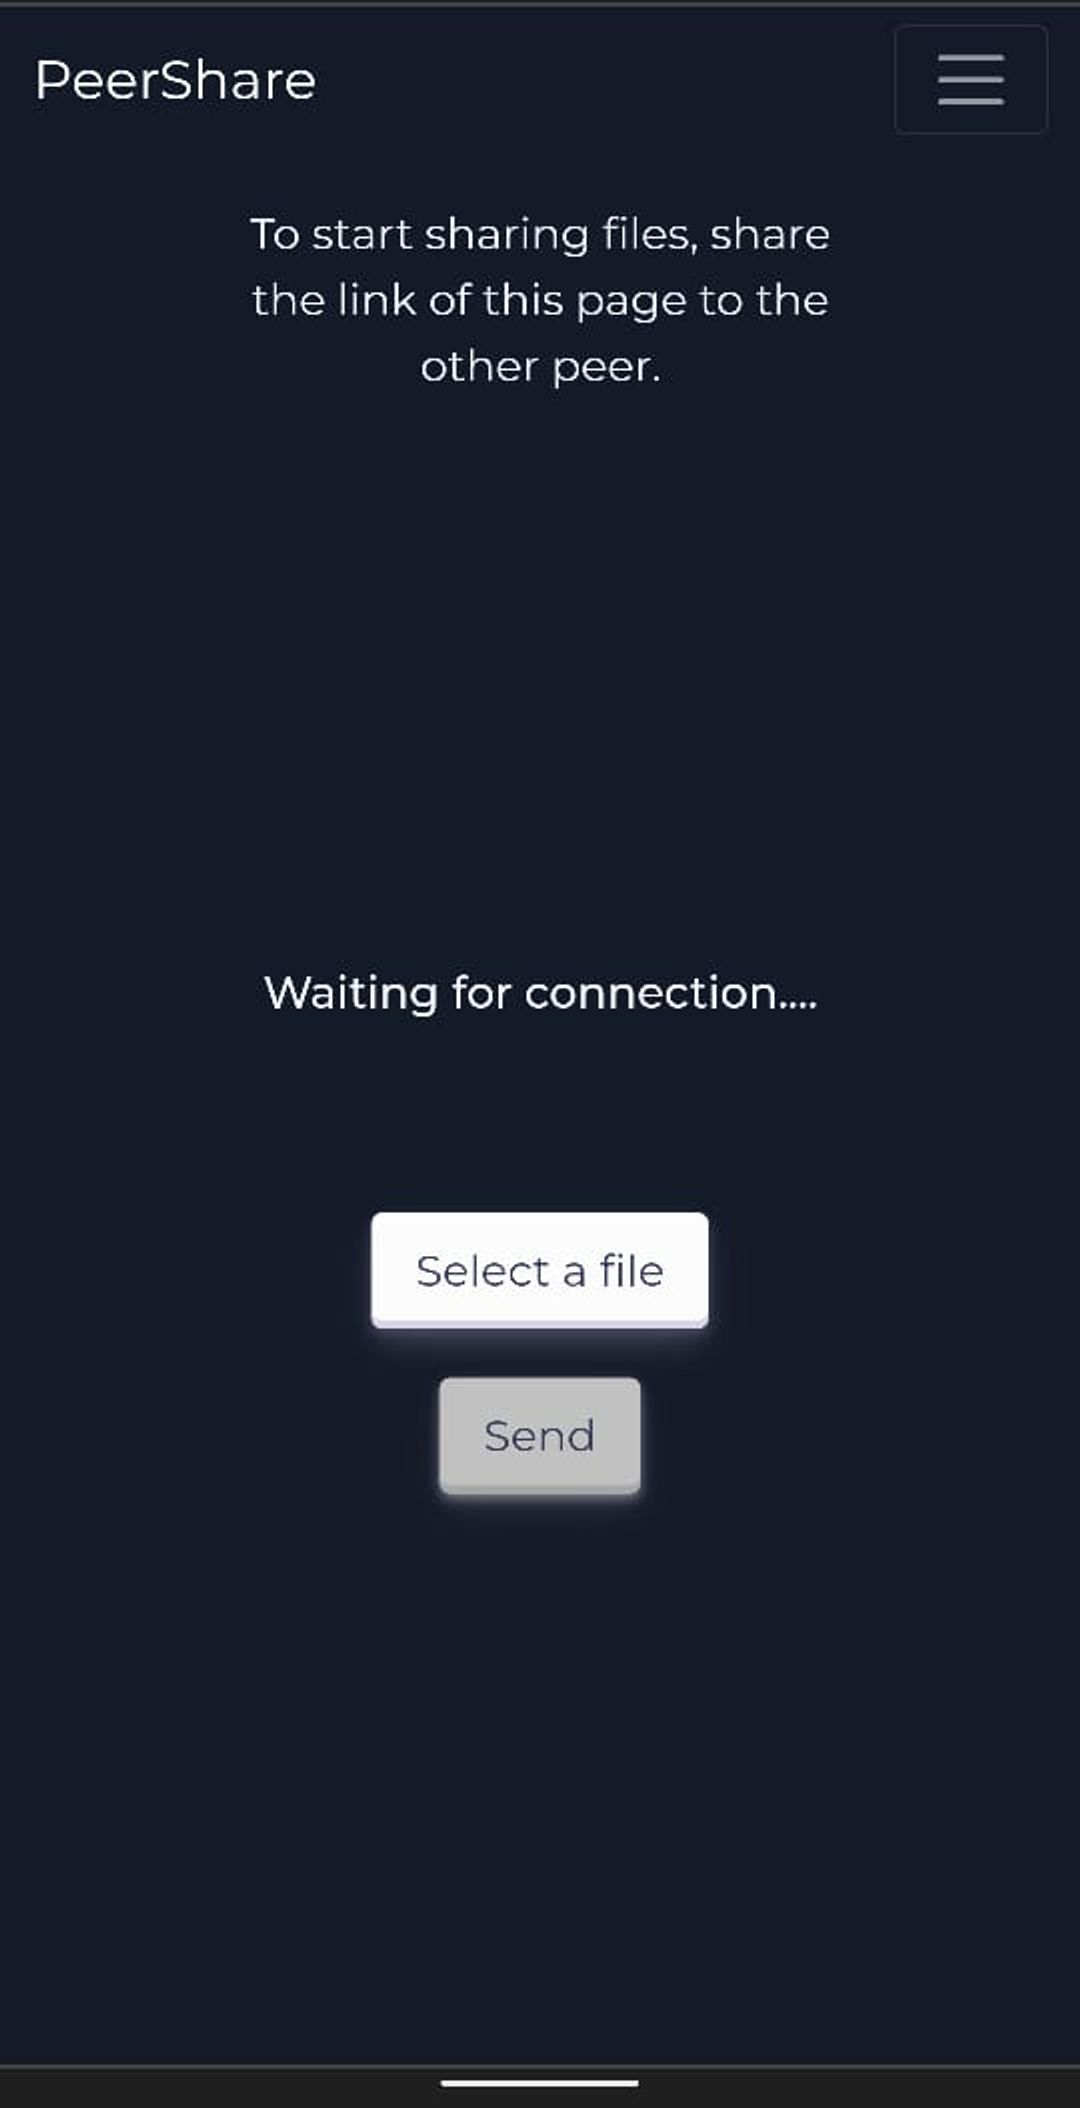 PeerShare
To start sharing files, share
the link of this page to the
other peer.
Waiting for connection....
Select a file
Send